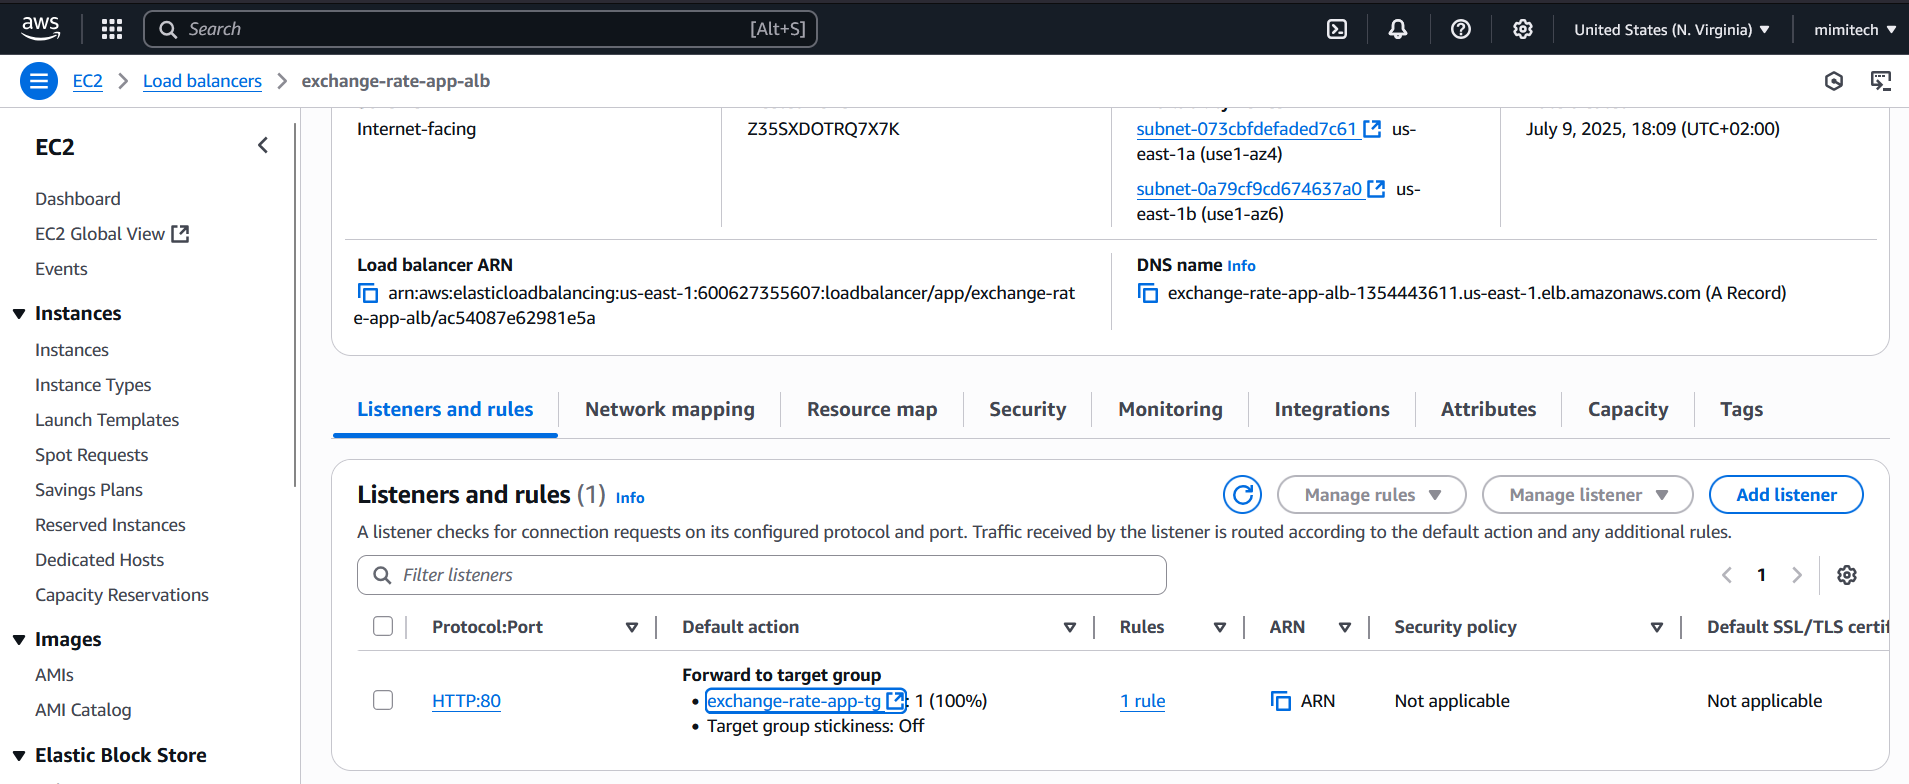 aws
Search [Alt+S]
United States (N. Virginia) mimitech
EC2 Load balancers exchange-rate-app-alb
EC2
Dashboard
EC2 Global View
Events
Instances
Instances
Instance Types
Launch Templates
Spot Requests
Savings Plans
Reserved Instances
Dedicated Hosts
Capacity Reservations
Images
AMIs
AMI Catalog
Elastic Block Store
Internet-facing
Z35SXDOTRQ7X7K
subnet-073cbfdefaded7c61 us-
east-1a (use1-az4)
subnet-0a79cf9cd674637a0 us-
east-1b (use1-az6)
July 9, 2025, 18:09 (UTC+02:00)
Load balancer ARN
arn:aws:elasticloadbalancing:us-east-1:600627355607:loadbalancer/app/exchange-rat
e-app-alb/ac54087e62981e5a
DNS name Info
exchange-rate-app-alb-1354443611.us-east-1.elb.amazonaws.com (A Record)
Listeners and rules Network mapping Resource map Security Monitoring Integrations Attributes Capacity Tags
Listeners and rules (1) Info
Manage rules Manage listener Add listener
A listener checks for connection requests on its configured protocol and port. Traffic received by the listener is routed according to the default action and any additional rules.
Filter listeners
1
Protocol:Port Default action Rules ARN Security policy Default SSL/TLS certif
HTTP:80
Forward to target group
• exchange-rate-app-tg : 1 (100%)
• Target group stickiness: Off
1 rule
ARN
Not applicable
Not applicable